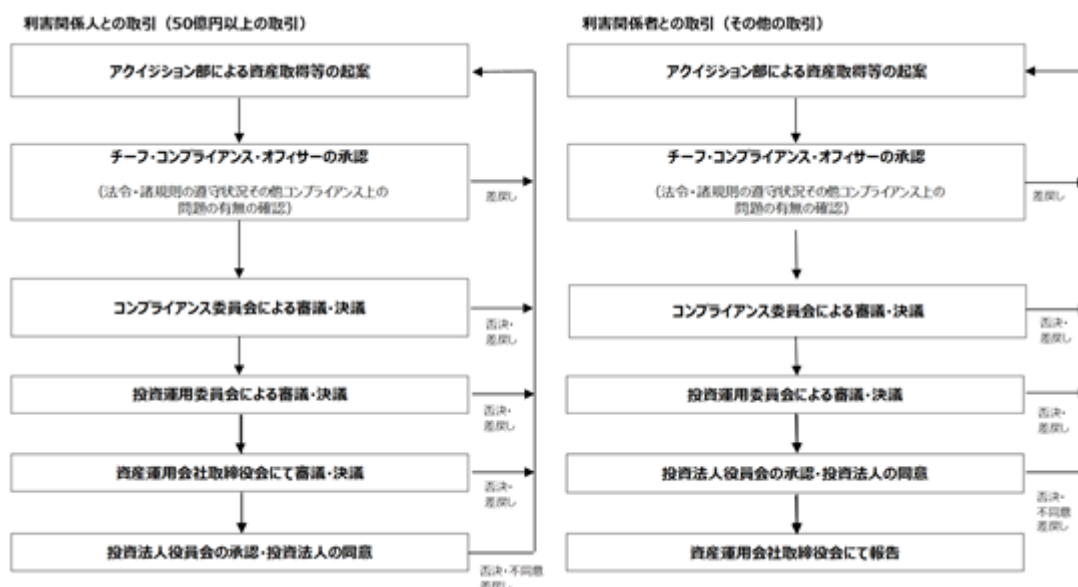 利害関係人との取引（50億円以上の取引）
アクイジション部による資産取得等の起案
チーフ・コンプライアンス・オフィサーの承認
（法令・諸規則の遵守状況その他コンプライアンス上の
問題の有無の確認）
差戻し
コンプライアンス委員会による審議・決議
否決・
差戻し
投資運用委員会による審議・決議
否決・
差戻し
資産運用会社取締役会にて審議・決議
否決・
差戻し
投資法人役員会の承認・投資法人の同意
否決・不同意
差戻し
利害関係者との取引（その他の取引）
アクイジション部による資産取得等の起案
チーフ・コンプライアンス・オフィサーの承認
（法令・諸規則の遵守状況その他コンプライアンス上の
問題の有無の確認）
差戻し
コンプライアンス委員会による審議・決議
否決・
差戻し
投資運用委員会による審議・決議
否決・
差戻し
投資法人役員会の承認・投資法人の同意
否決・
不同意
差戻し
資産運用会社取締役会にて報告